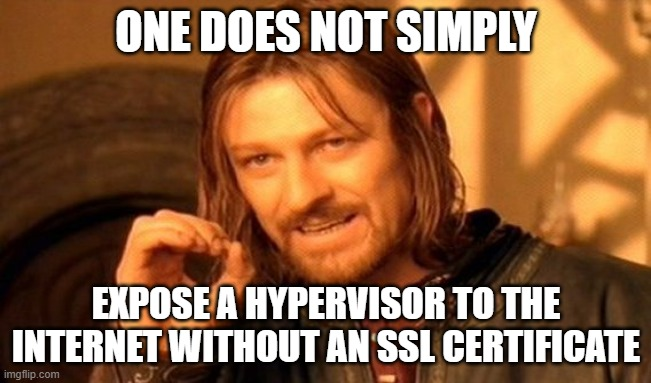 ONE DOES NOT SIMPLY
EXPOSE A HYPERVISOR TO THE
INTERNET WITHOUT AN SSL CERTIFICATE
imgflip.com